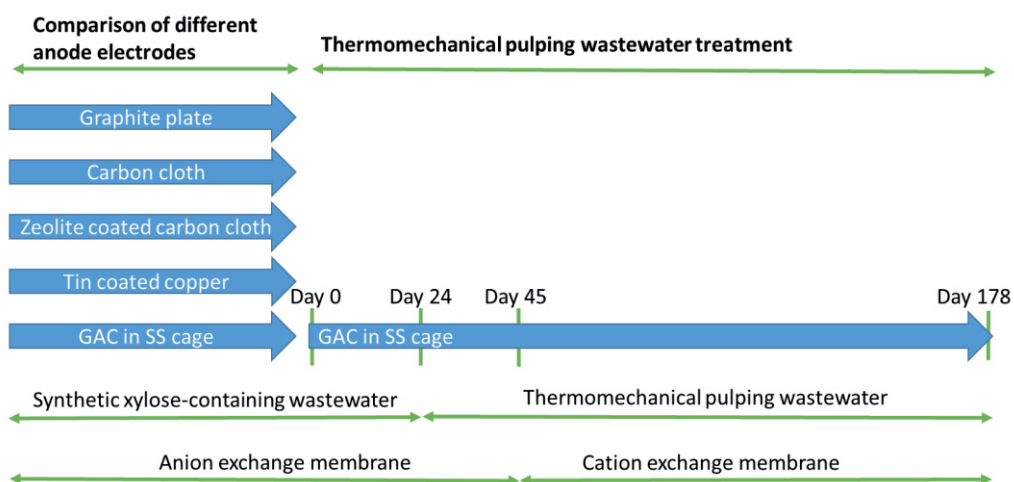 Comparison of different
anode electrodes
Thermomechanical pulping wastewater treatment
Graphite plate
Carbon cloth
Zeolite coated carbon cloth
Tin coated copper
Day 0
Day 24
Day 45
Day 178
GAC in SS cage
GAC in SS cage
Synthetic xylose-containing wastewater
Thermomechanical pulping wastewater
Anion exchange membrane
Cation exchange membrane